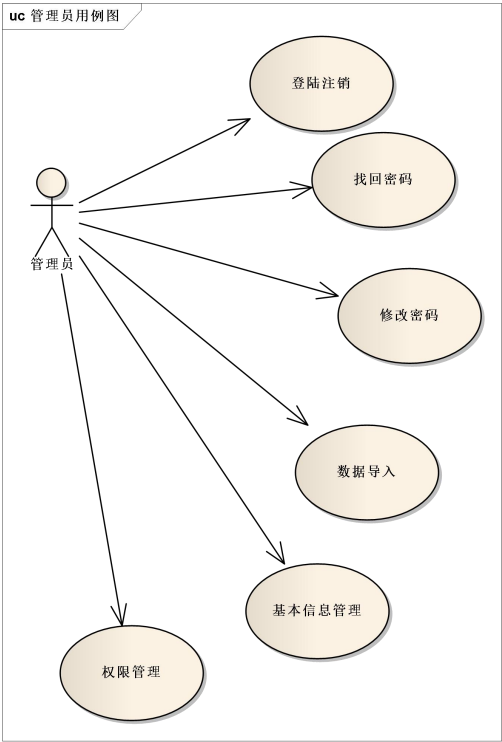 uc 管理员用例图
登陆注销
找回密码
管理员
修改密码
数据导入
基本信息管理
权限管理